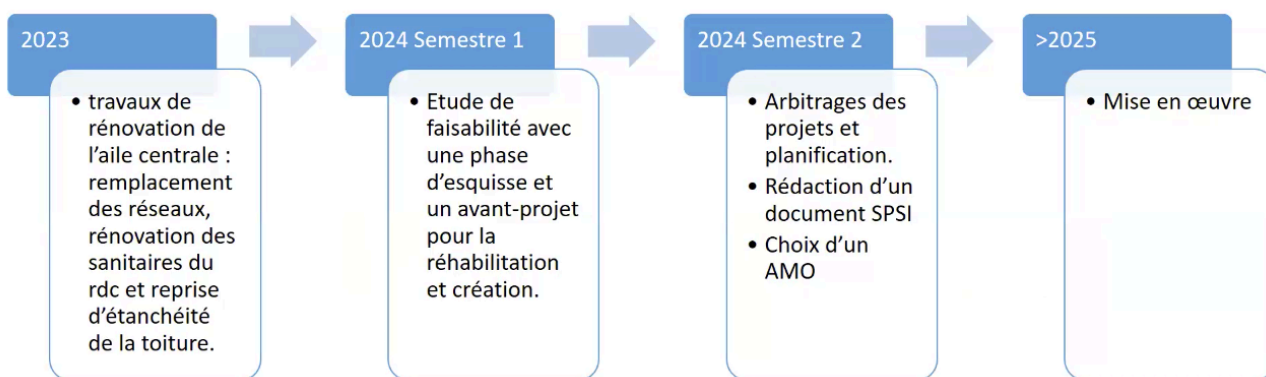 2023
• travaux de
rénovation de
l’aile centrale :
remplacement
des réseaux,
rénovation des
sanitaires du
rdc et reprise
d’étanchéité
de la toiture.
2024 Semestre 1
• Etude de
faisabilité avec
une phase
d’esquisse et
un avant-projet
pour la
réhabilitation
et création.
2024 Semestre 2
• Arbitrages des
projets et
planification.
• Rédaction d’un
document SPSI
• Choix d’un
AMO
>2025
• Mise en œuvre